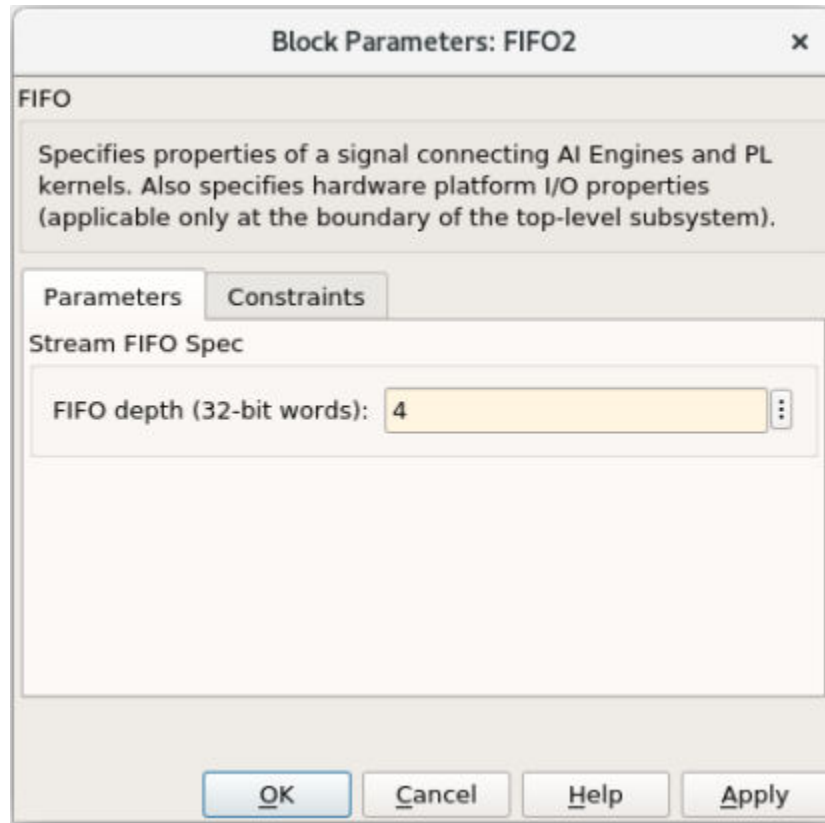 Block Parameters: FIFO2
FIFO
Specifies properties of a signal connecting AI Engines and PL
kernels. Also specifies hardware platform I/O properties
(applicable only at the boundary of the top-level subsystem).
Parameters Constraints
Stream FIFO Spec
FIFO depth (32-bit words): 4
OK Cancel Help Apply